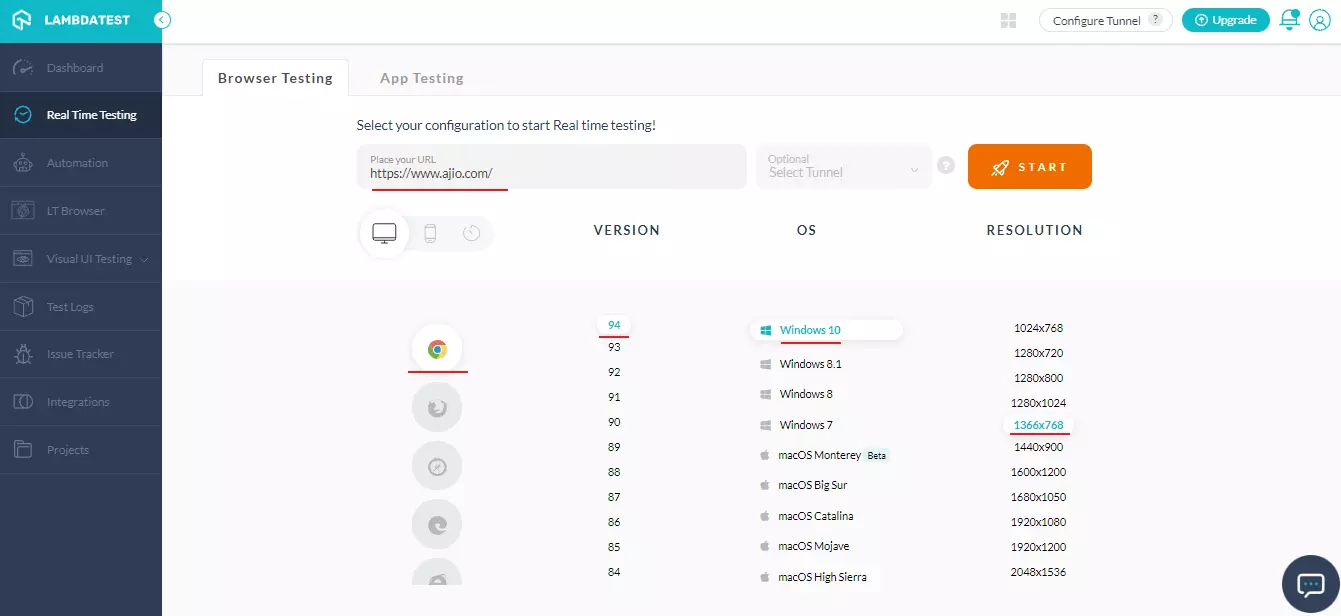 LAMBDATEST
Configure Tunnel ?
Upgrade
Dashboard
Real Time Testing
Automation
LT Browser
Visual UI Testing
Test Logs
Issue Tracker
Integrations
Projects
Browser Testing
App Testing
Select your configuration to start Real time testing!
Place your URL
https://www.ajio.com/
Optional
Select Tunnel
?
START
VERSION
94
93
92
91
90
89
88
87
86
85
84
OS
Windows 10
Windows 8.1
Windows 8
Windows 7
macOS Monterey Beta
macOS Big Sur
macOS Catalina
macOS Mojave
macOS High Sierra
RESOLUTION
1024x768
1280x720
1280x800
1280x1024
1366x768
1440x900
1600x1200
1680x1050
1920x1080
1920x1200
2048x1536